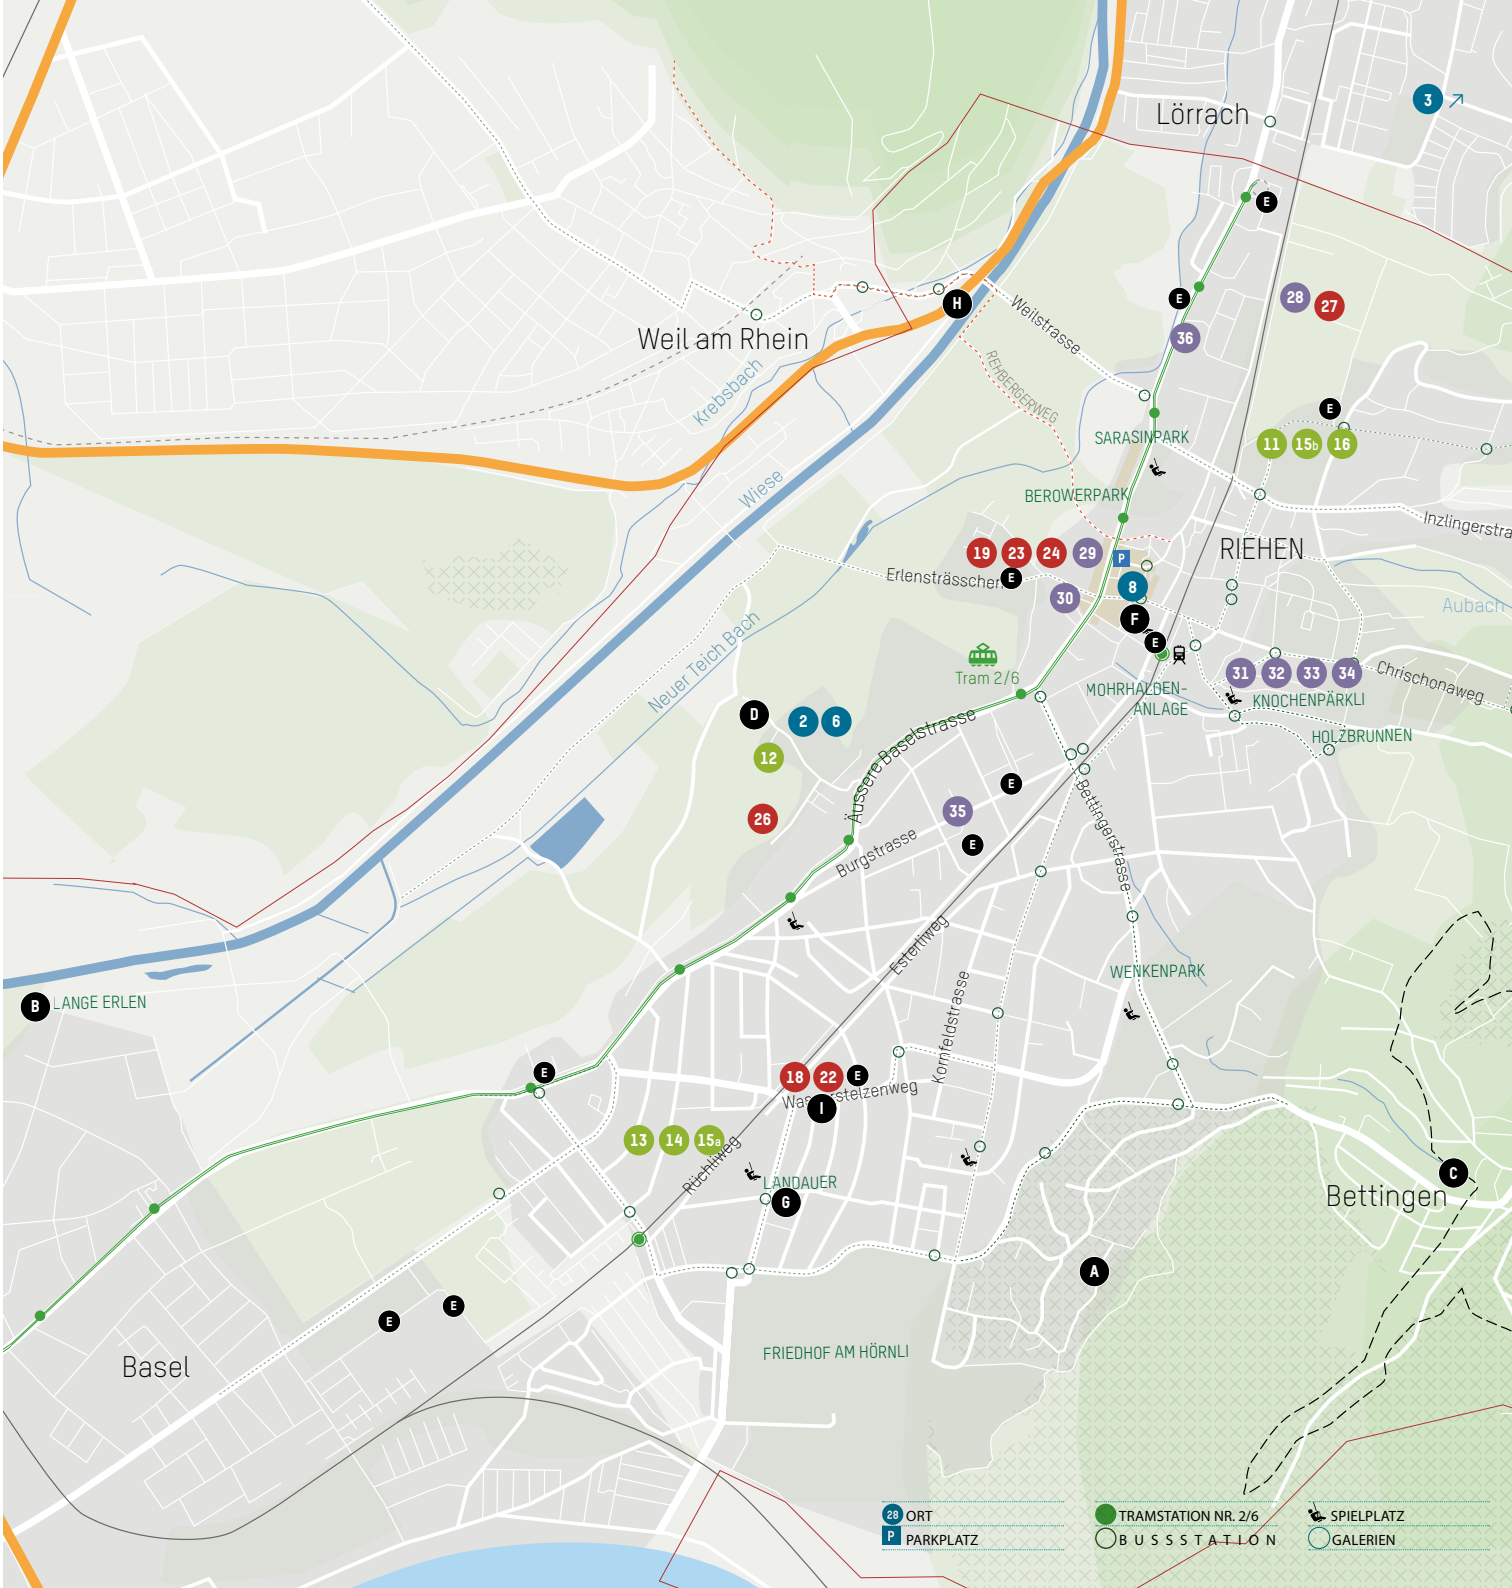 Lörrach
3
E
H
Weil am Rhein
Krebsbach
Weilstrasse
REHBERGERWEG
E
28
27
36
E
SARASINPARK
11
15b
16
BEROWERPARK
Wiese
Inzlingerstra
RIEHEN
19
23
24
29
P
Erlensträsschen
E
8
30
Aubach
F
E
Neuer Teich Bach
Tram 2/6
31
32
33
34
Chrischonaweg
MOHRHALDEN-
ANLAGE
KNOCHENPÄRKLI
HOLZBRUNNEN
D
2
6
12
Äussere Baselstrasse
E
26
35
Bettingerstrasse
Burgstrasse
E
Esterliweg
WENKENPARK
B
LANGE ERLEN
Kornfeldstrasse
E
18
22
E
Wasserstelzenweg
I
13
14
15a
Rüchliweg
LANDAUER
G
C
Bettingen
A
E
E
FRIEDHOF AM HÖRNLI
Basel
28 ORT
TRAMSTATION NR. 2/6
SPIELPLATZ
P PARKPLATZ
BUSSSTATION
GALERIEN